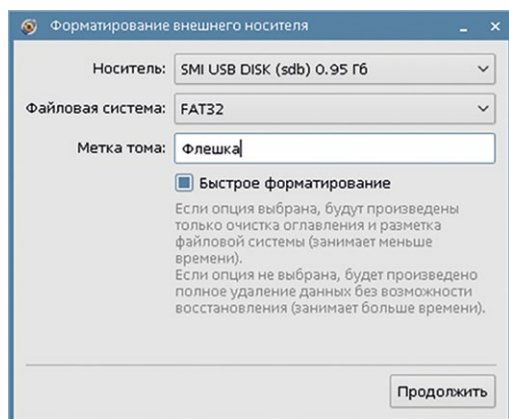 Форматирование внешнего носителя
Носитель: SMI USB DISK (sdb) 0.95 Гб
Файловая система: FAT32
Метка тома: Флешка
Быстрое форматирование
Если опция выбрана, будут произведены
только очистка оглавления и разметка
файловой системы (занимает меньше
времени).
Если опция не выбрана, будет произведено
полное удаление данных без возможности
восстановления (занимает больше времени).
Продолжить